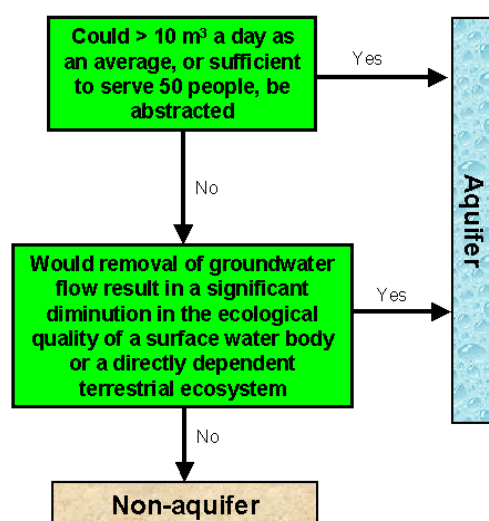 Could > 10 m³ a day as
an average, or sufficient
to serve 50 people, be
abstracted
Yes
No
Aquifer
Would removal of groundwater
flow result in a significant
diminution in the ecological
quality of a surface water body
or a directly dependent
terrestrial ecosystem
Yes
No
Non-aquifer